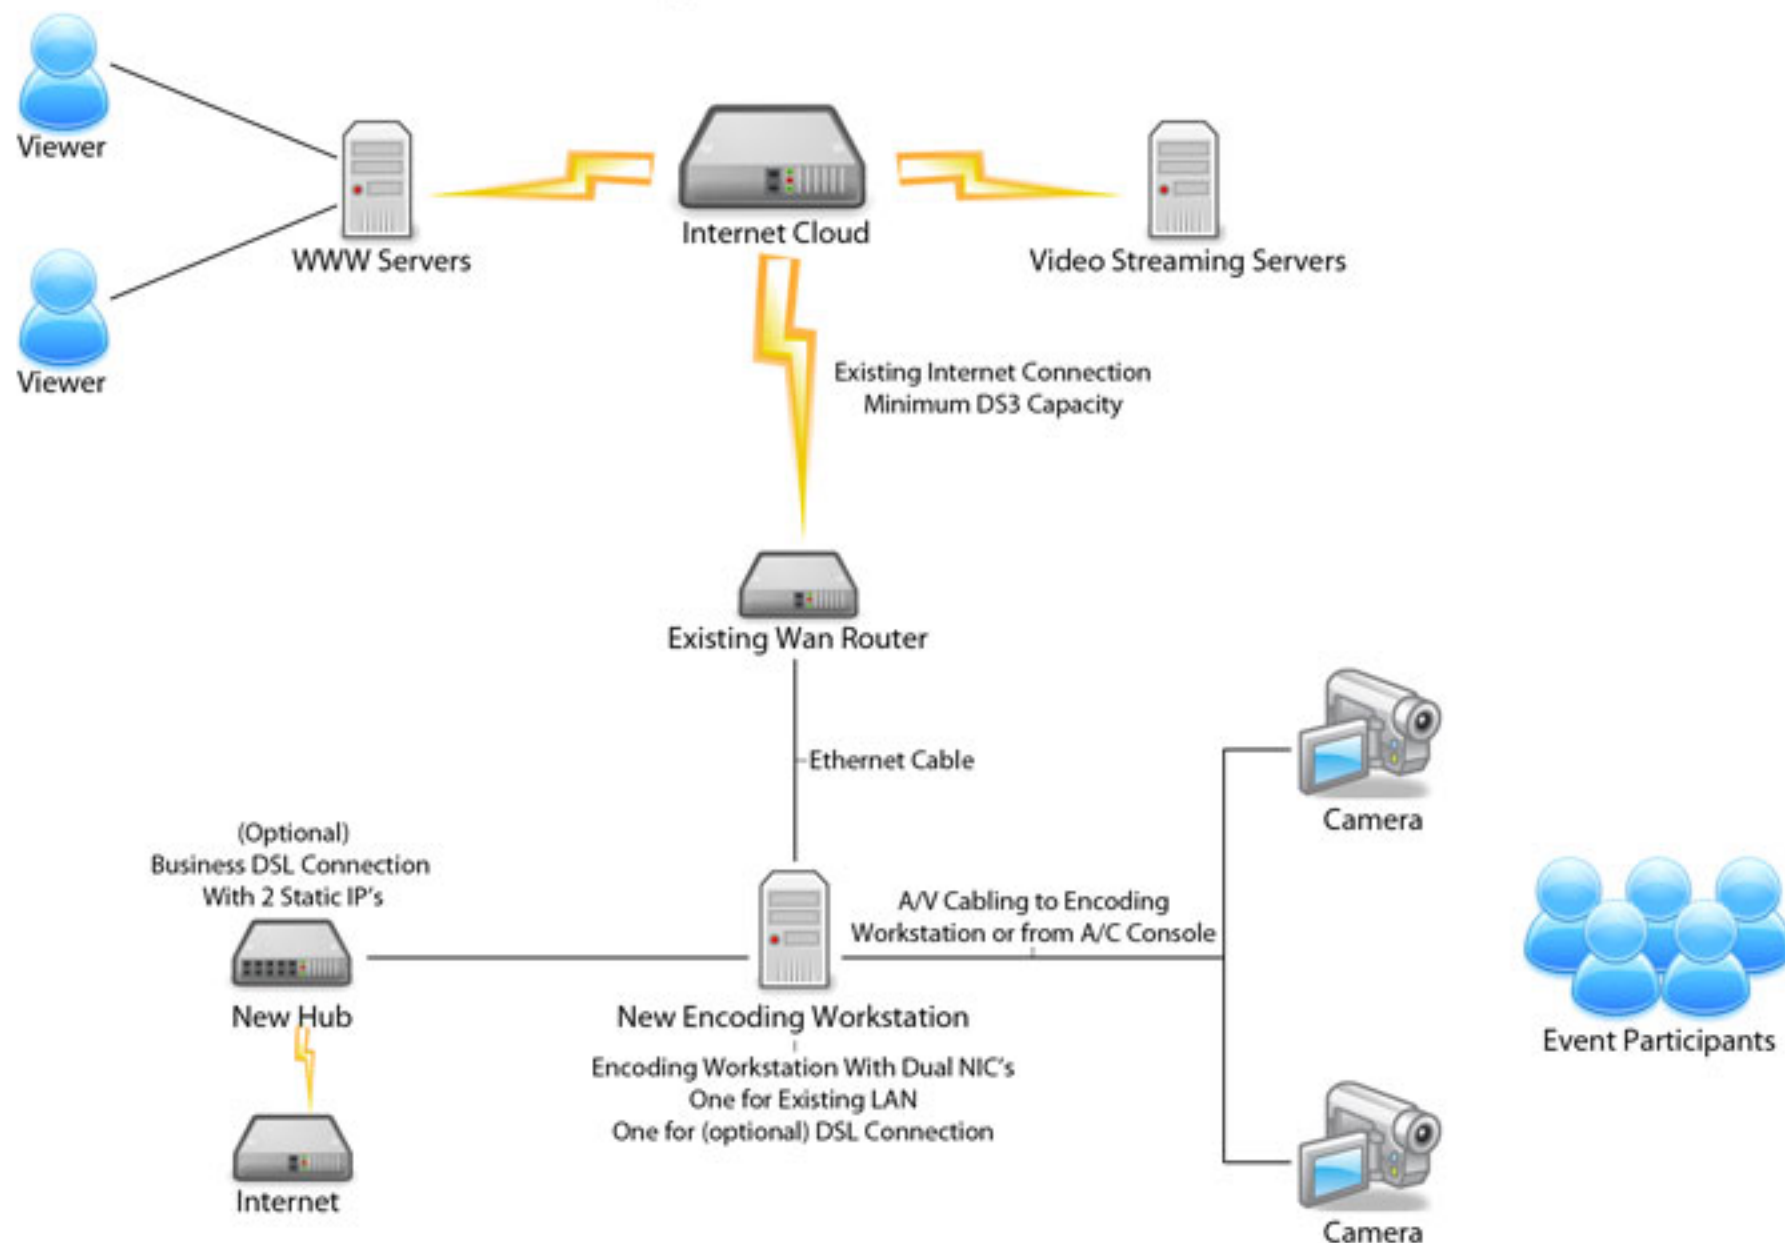 Viewer
WWW Servers
Internet Cloud
Video Streaming Servers
Viewer
Existing Internet Connection
Minimum DS3 Capacity
Existing Wan Router
Ethernet Cable
Camera
(Optional)
Business DSL Connection
With 2 Static IP's
A/V Cabling to Encoding
Workstation or from A/C Console
New Hub
New Encoding Workstation
Event Participants
Encoding Workstation With Dual NIC's
One for Existing LAN
One for (optional) DSL Connection
Internet
Camera